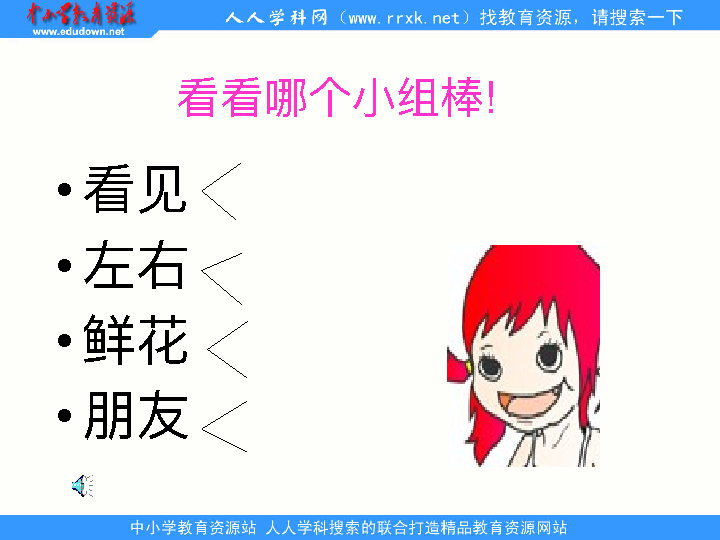 中小学教育资源
www.edudown.net
人人学科网（www.rrxk.net）找教育资源，请搜索一下
看看哪个小组棒!
•看见
•左右
•鲜花
•朋友
中小学教育资源站 人人学科搜索的联合打造精品教育资源网站